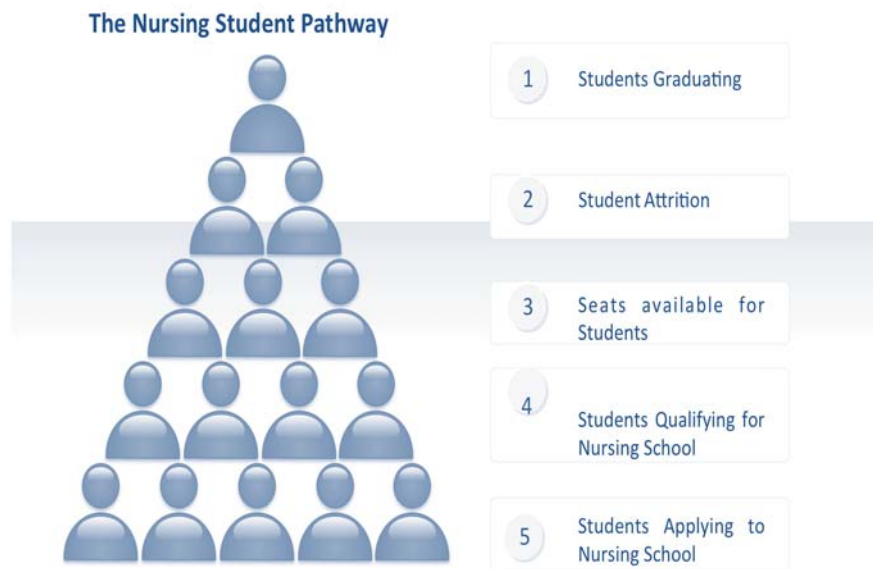 The Nursing Student Pathway
1
Students Graduating
2
Student Attrition
3
Seats available for
Students
4
Students Qualifying for
Nursing School
5
Students Applying to
Nursing School